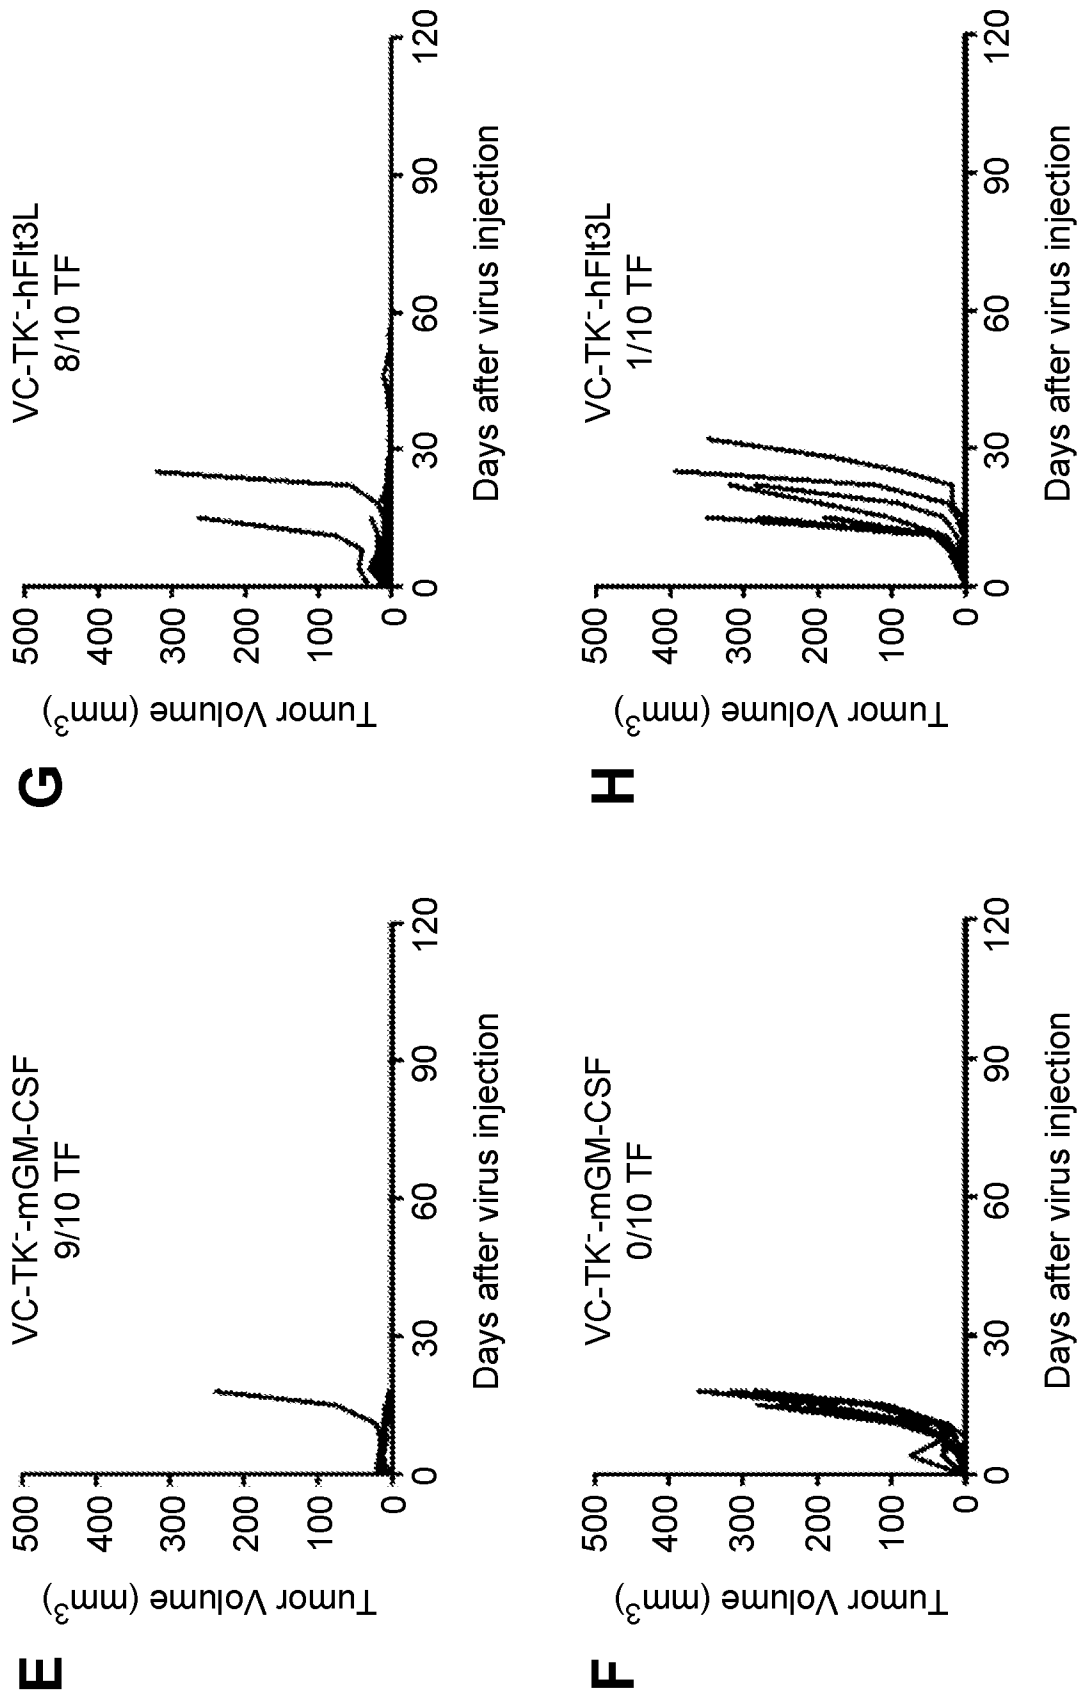 E
VC-TK⁻-mGM-CSF
9/10 TF
Tumor Volume (mm³)
500
400
300
200
100
0
0 30 60 90 120
Days after virus injection
G
VC-TK⁻-hFlt3L
8/10 TF
Tumor Volume (mm³)
500
400
300
200
100
0
0 30 60 90 120
Days after virus injection
F
VC-TK⁻-mGM-CSF
0/10 TF
Tumor Volume (mm³)
500
400
300
200
100
0
0 30 60 90 120
Days after virus injection
H
VC-TK⁻-hFlt3L
1/10 TF
Tumor Volume (mm³)
500
400
300
200
100
0
0 30 60 90 120
Days after virus injection